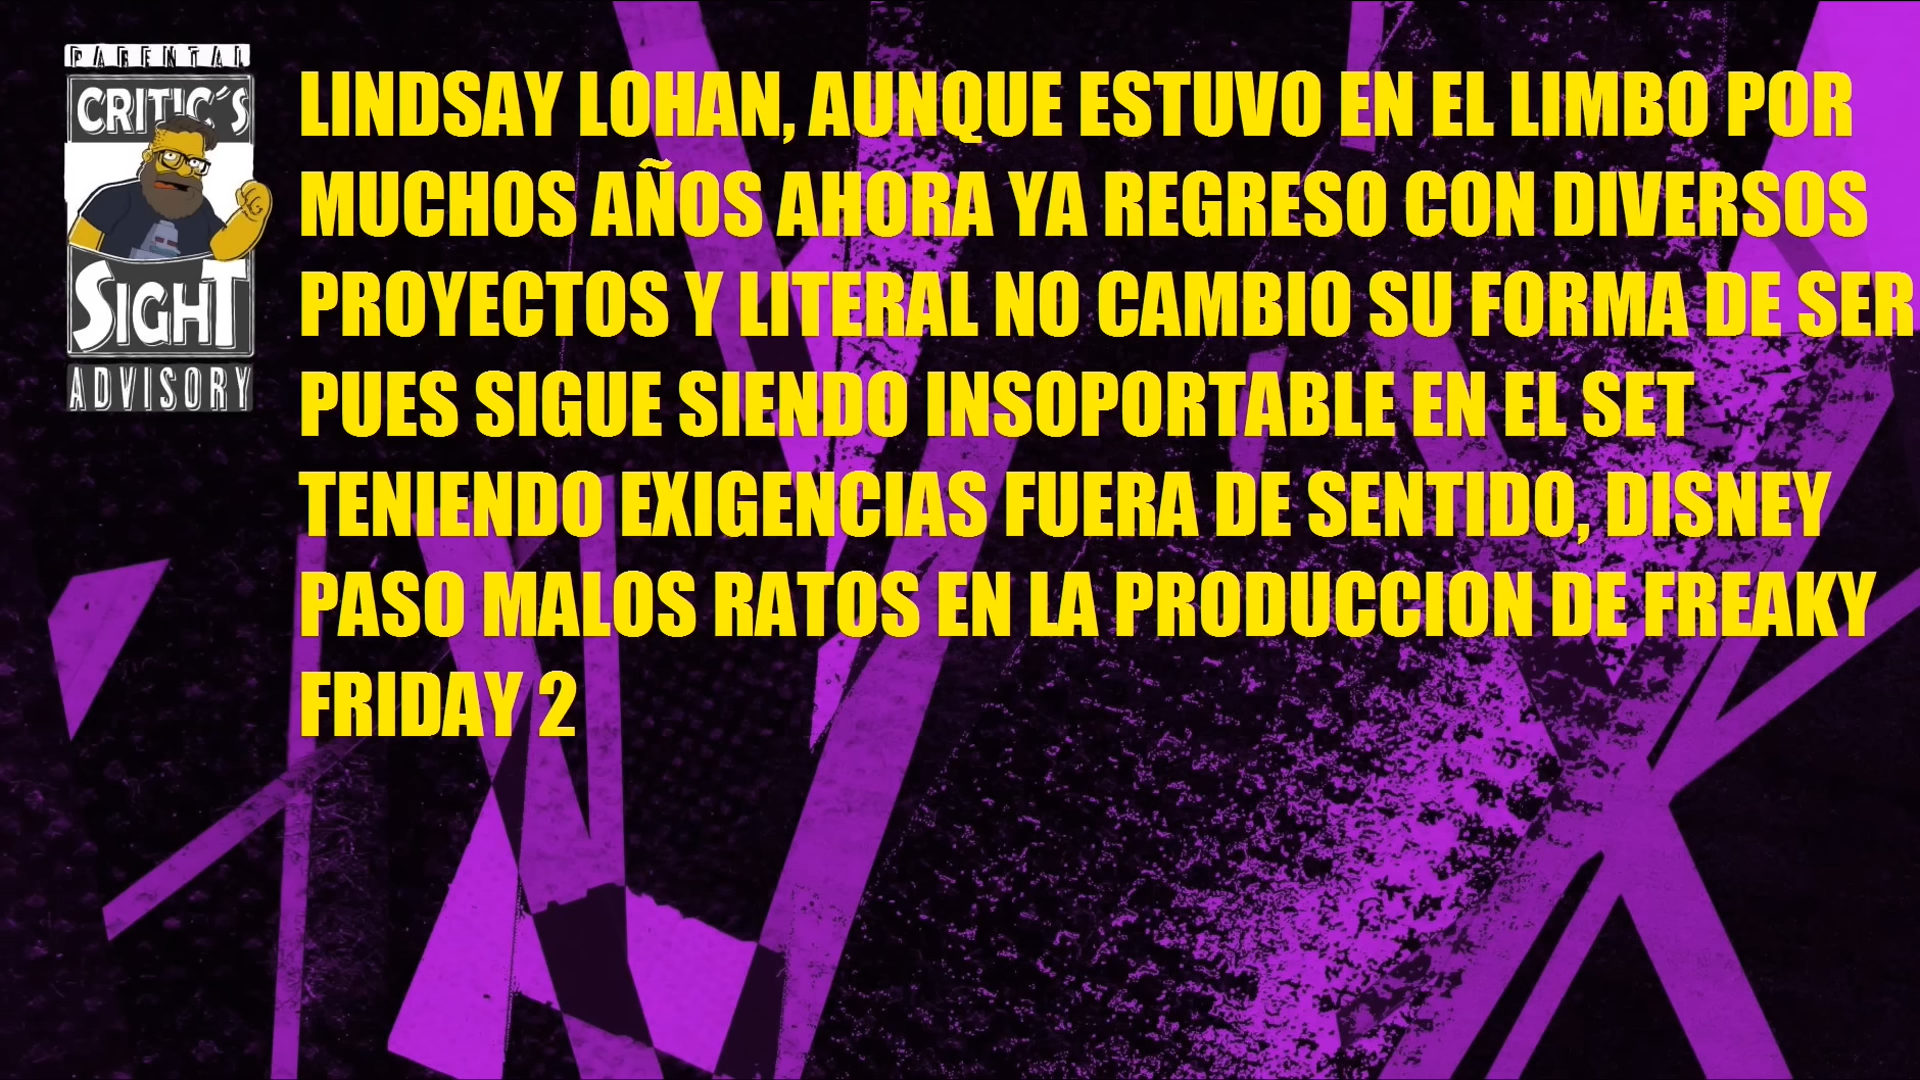 PARENTAL
CRITIC´S
SIGHT
ADVISORY
LINDSAY LOHAN, AUNQUE ESTUVO EN EL LIMBO POR
MUCHOS AÑOS AHORA YA REGRESO CON DIVERSOS
PROYECTOS Y LITERAL NO CAMBIO SU FORMA DE SER
PUES SIGUE SIENDO INSOPORTABLE EN EL SET
TENIENDO EXIGENCIAS FUERA DE SENTIDO, DISNEY
PASO MALOS RATOS EN LA PRODUCCION DE FREAKY
FRIDAY 2